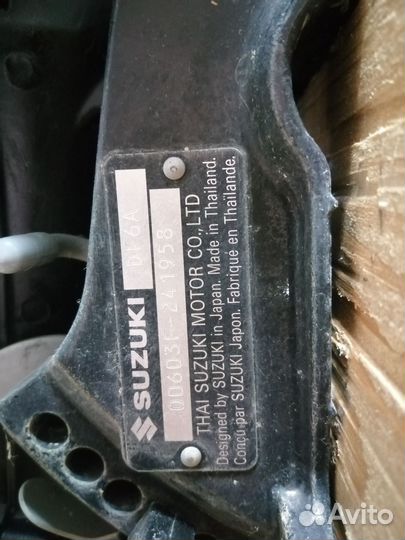 SUZUKI DF6A
00603F-241958
THAI SUZUKI MOTOR CO.,LTD
Designed by SUZUKI in Japan. Made in Thailand.
Conçu par SUZUKI Japon. Fabriqué en Thaïlande.
Avito